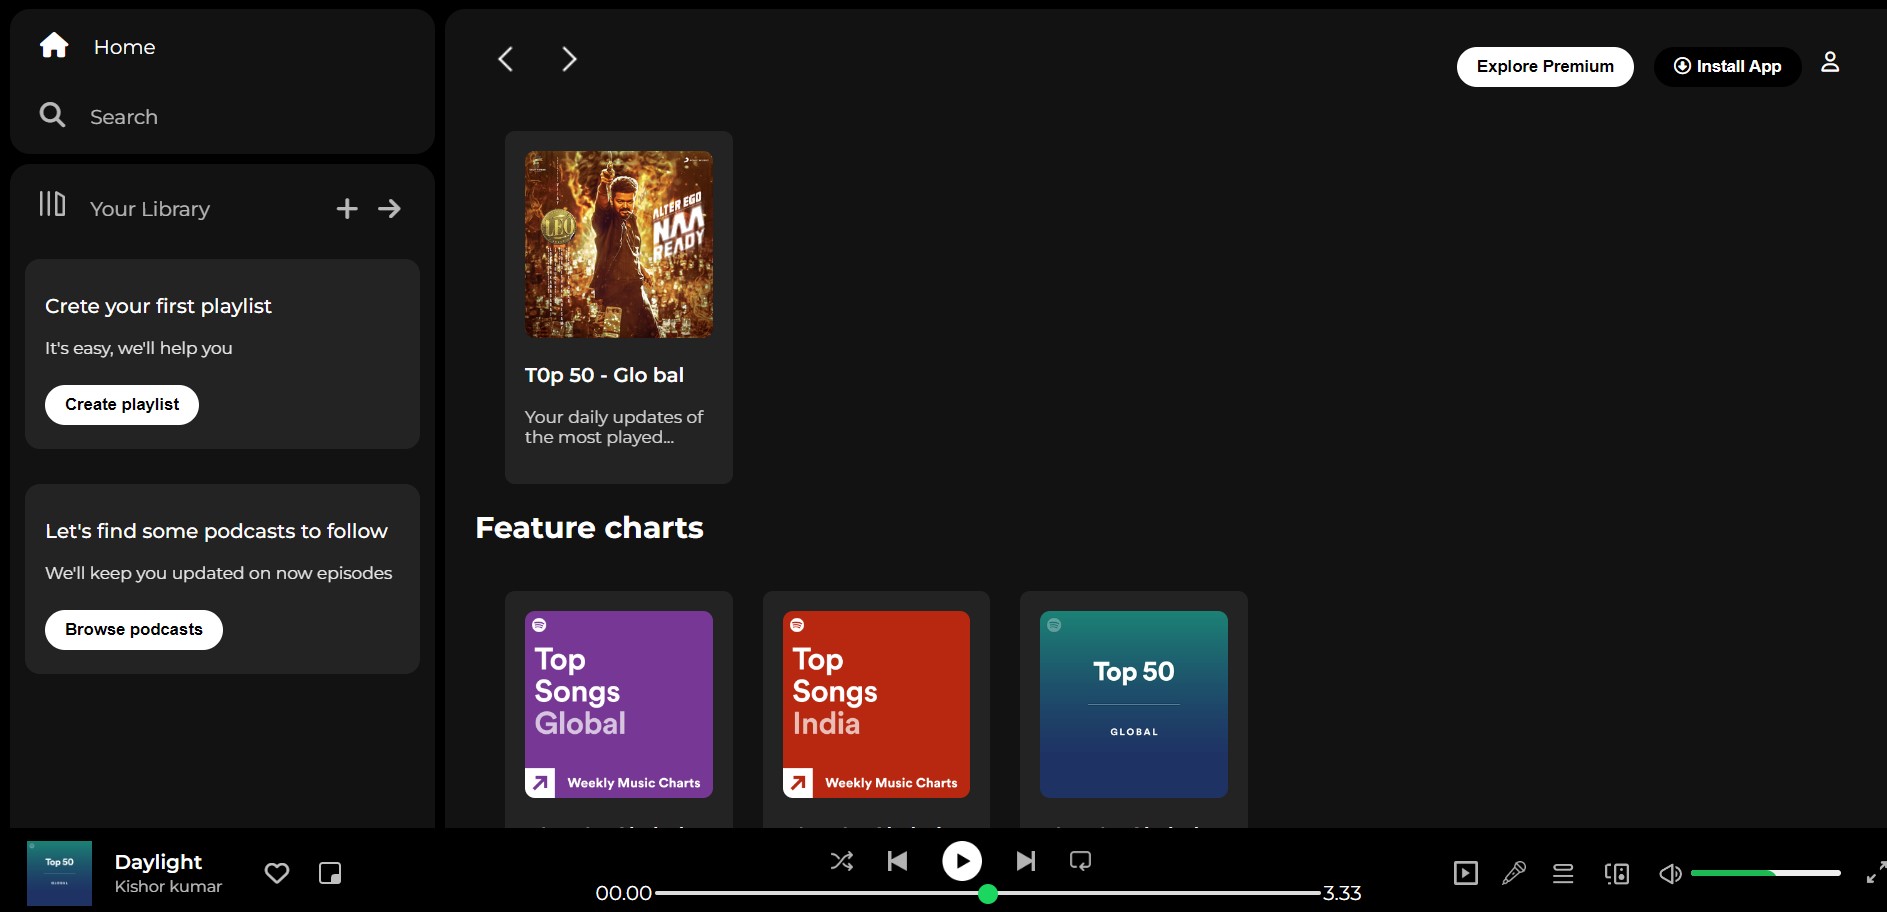 Home
Search
Your Library
Crete your first playlist
It's easy, we'll help you
Create playlist
Let's find some podcasts to follow
We'll keep you updated on now episodes
Browse podcasts
Explore Premium
Install App
LEO
ALTER EGO
NAA
READY
T0p 50 - Glo bal
Your daily updates of
the most played...
Feature charts
Top
Songs
Global
Weekly Music Charts
Top
Songs
India
Weekly Music Charts
Top 50
GLOBAL
Top 50
GLOBAL
Daylight
Kishor kumar
00.00
3.33